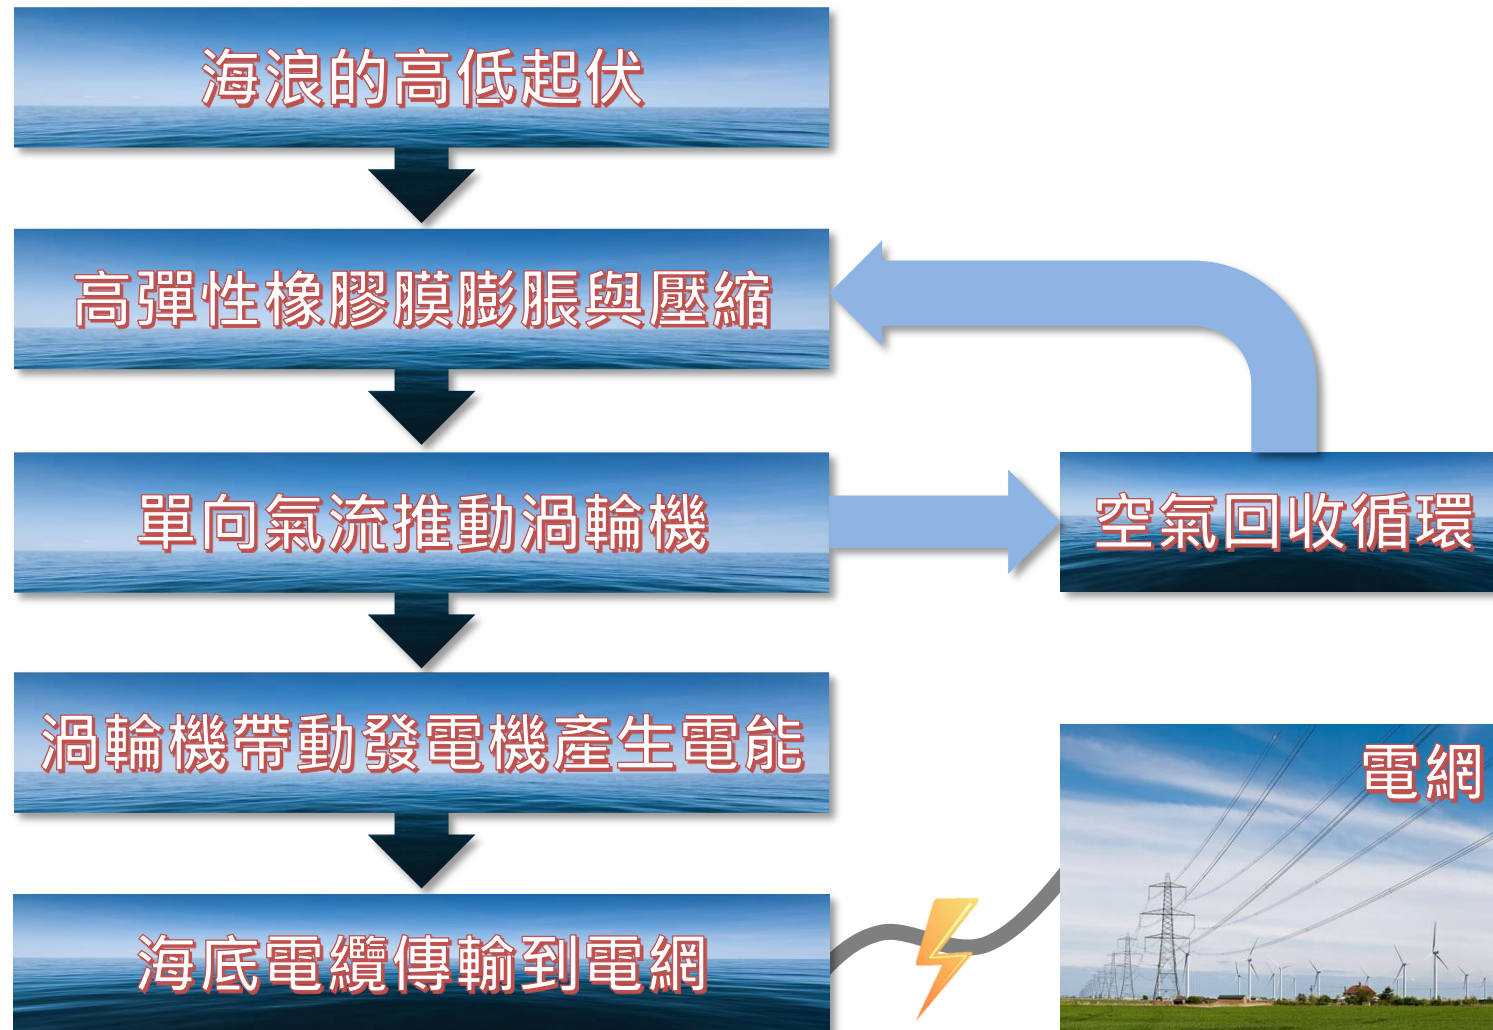 海浪的高低起伏
高彈性橡膠膜膨脹與壓縮
單向氣流推動渦輪機
空氣回收循環
渦輪機帶動發電機產生電能
電網
海底電纜傳輸到電網